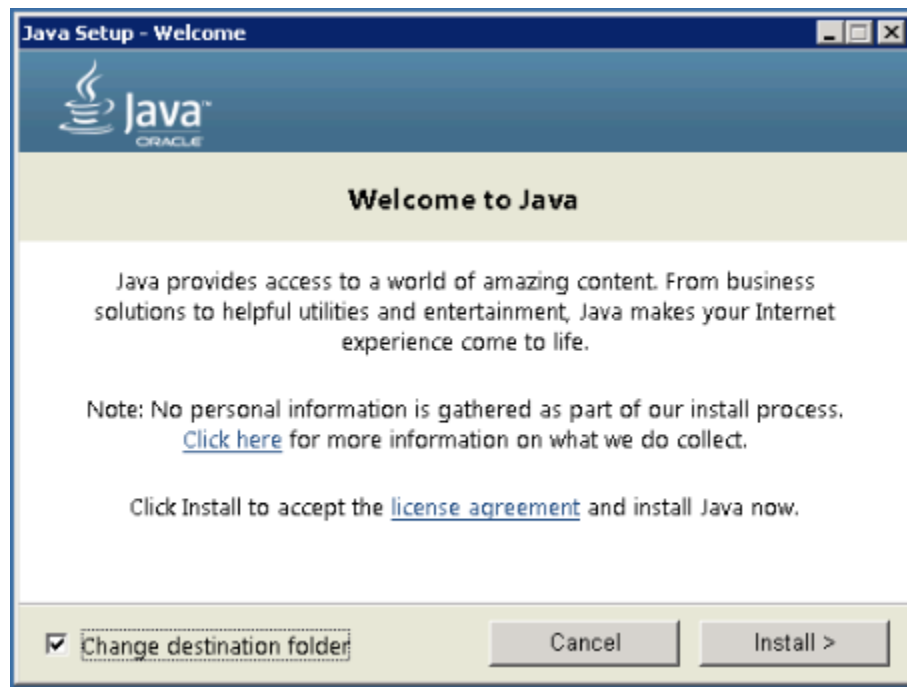 Java Setup - Welcome
Java™
ORACLE
Welcome to Java
Java provides access to a world of amazing content. From business
solutions to helpful utilities and entertainment, Java makes your Internet
experience come to life.
Note: No personal information is gathered as part of our install process.
Click here for more information on what we do collect.
Click Install to accept the license agreement and install Java now.
Change destination folder
Cancel
Install >